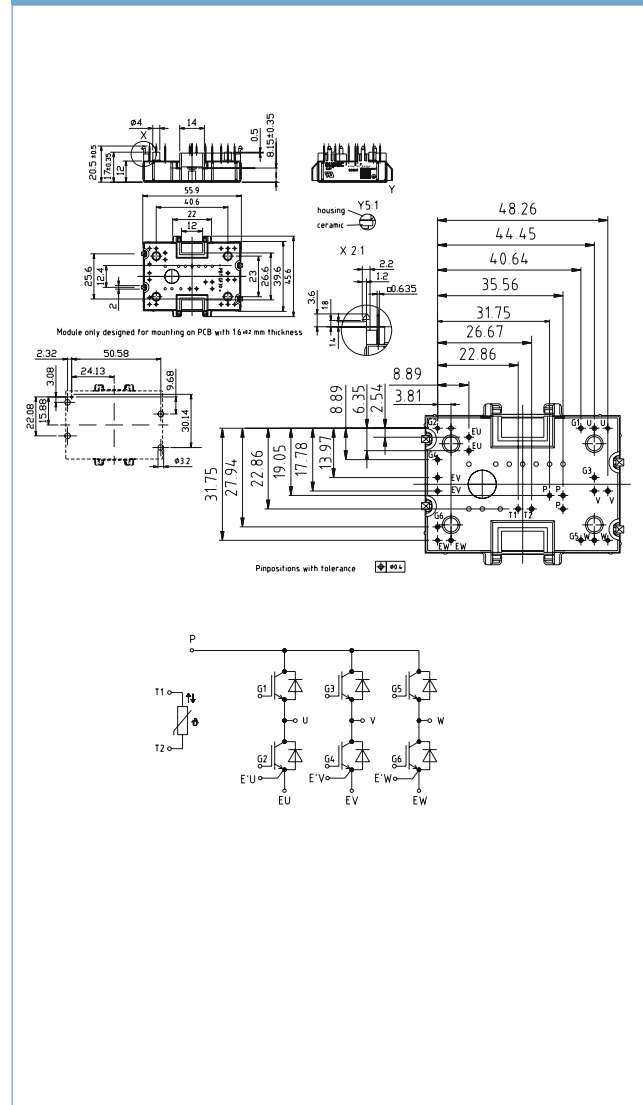 ø4
14
X
20.5 ±0.5
17±0.35
12
0.5
8.15±0.35
Y
55.9
40.6
22
12
25.6
12.4
2
23
26.6
39.6
45.6
housing
ceramic
Y5:1
X 2:1
2.2
1.2
□0.635
3.6
1.8
1.4
Module only designed for mounting on PCB with 1.6±0.2 mm thickness
2.32
50.58
3.08
24.13
9.68
22.08
15.88
30.14
ø3.2
48.26
44.45
40.64
35.56
31.75
26.67
22.86
8.89
3.81
8.89
6.35
2.54
31.75
27.94
22.86
19.05
17.78
13.97
G2
EU
EU
G1 U U
G4
G3
EV
EV
P P
V V
P
G6
T1 T2
EW EW
G5 W W
Pinpositions with tolerance ⌖ ø0.4
P
T1
T2
ϑ
G1
G3
G5
U
V
W
G2
G4
G6
E'U
E'V
E'W
EU
EV
EW